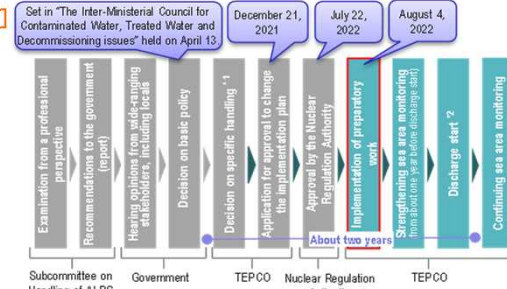 Set in "The Inter-Ministerial Council for
Contaminated Water, Treated Water and
Decommissioning issues" held on April 13
December 21,
2021
July 22,
2022
August 4,
2022
Examination from a professional
perspective
Recommendations to the government
(report)
Hearing opinions from wide-ranging
stakeholders, including locals
Decision on basic policy
Decision on specific handling *1
Application for approval to change
the implementation plan
Approval by the Nuclear
Regulation Authority
Implementation of preparatory
work
Strengthening sea area monitoring
(from about one year before discharge start)
Discharge start *2
Continuing sea area monitoring
About two years
Subcommittee on
Handling of ALPS
Government
TEPCO
Nuclear Regulation
TEPCO